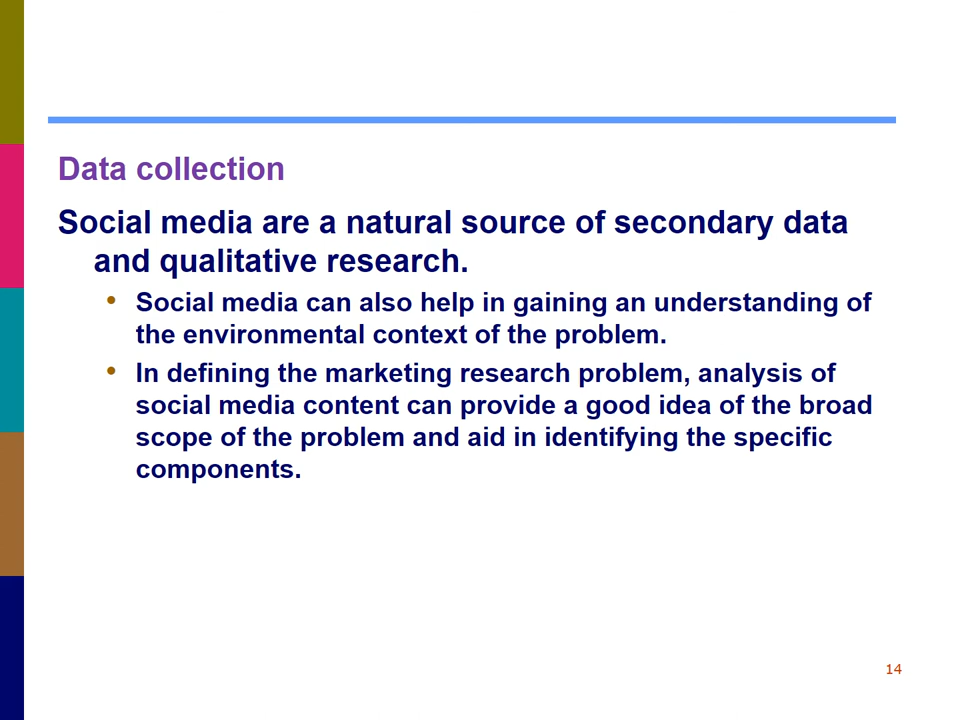 Data collection
Social media are a natural source of secondary data
and qualitative research.
• Social media can also help in gaining an understanding of
the environmental context of the problem.
• In defining the marketing research problem, analysis of
social media content can provide a good idea of the broad
scope of the problem and aid in identifying the specific
components.
14